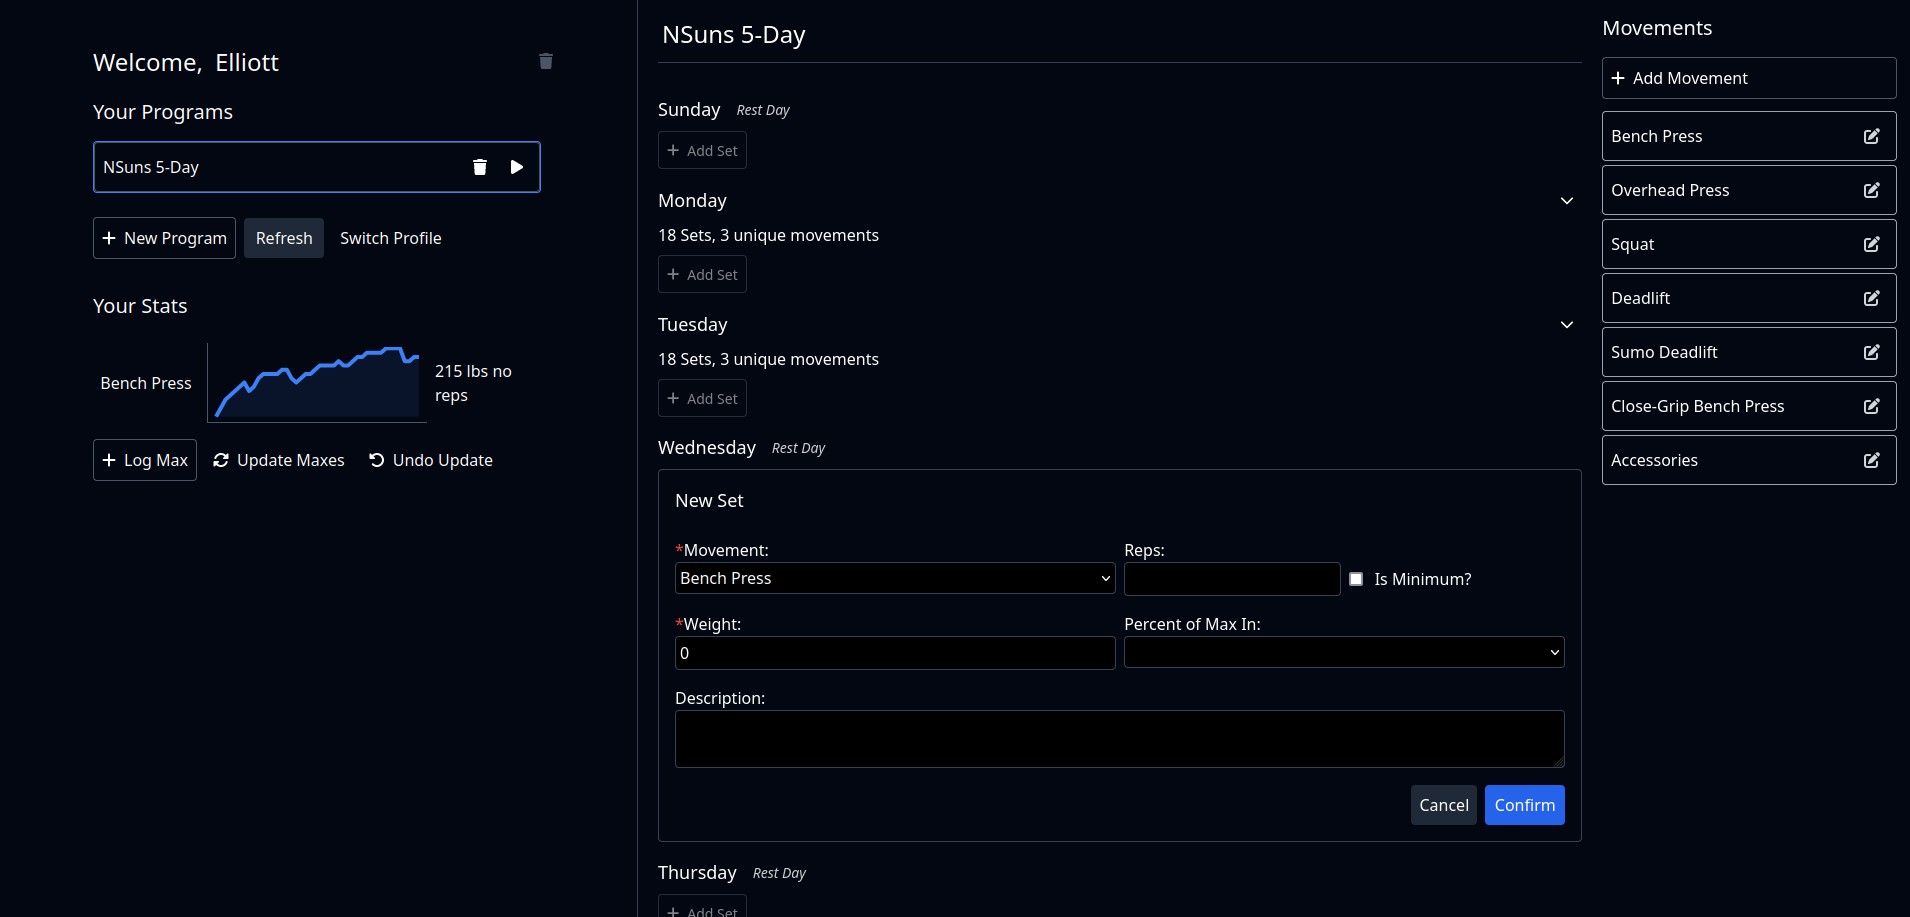 Welcome, Elliott
Your Programs
NSuns 5-Day
New Program
Refresh
Switch Profile
Your Stats
Bench Press
215 lbs no
reps
Log Max
Update Maxes
Undo Update
NSuns 5-Day
Sunday Rest Day
Add Set
Monday
18 Sets, 3 unique movements
Add Set
Tuesday
18 Sets, 3 unique movements
Add Set
Wednesday Rest Day
New Set
*Movement:
Bench Press
Reps:
Is Minimum?
*Weight:
0
Percent of Max In:
Description:
Cancel
Confirm
Thursday Rest Day
Add Set
Movements
Add Movement
Bench Press
Overhead Press
Squat
Deadlift
Sumo Deadlift
Close-Grip Bench Press
Accessories